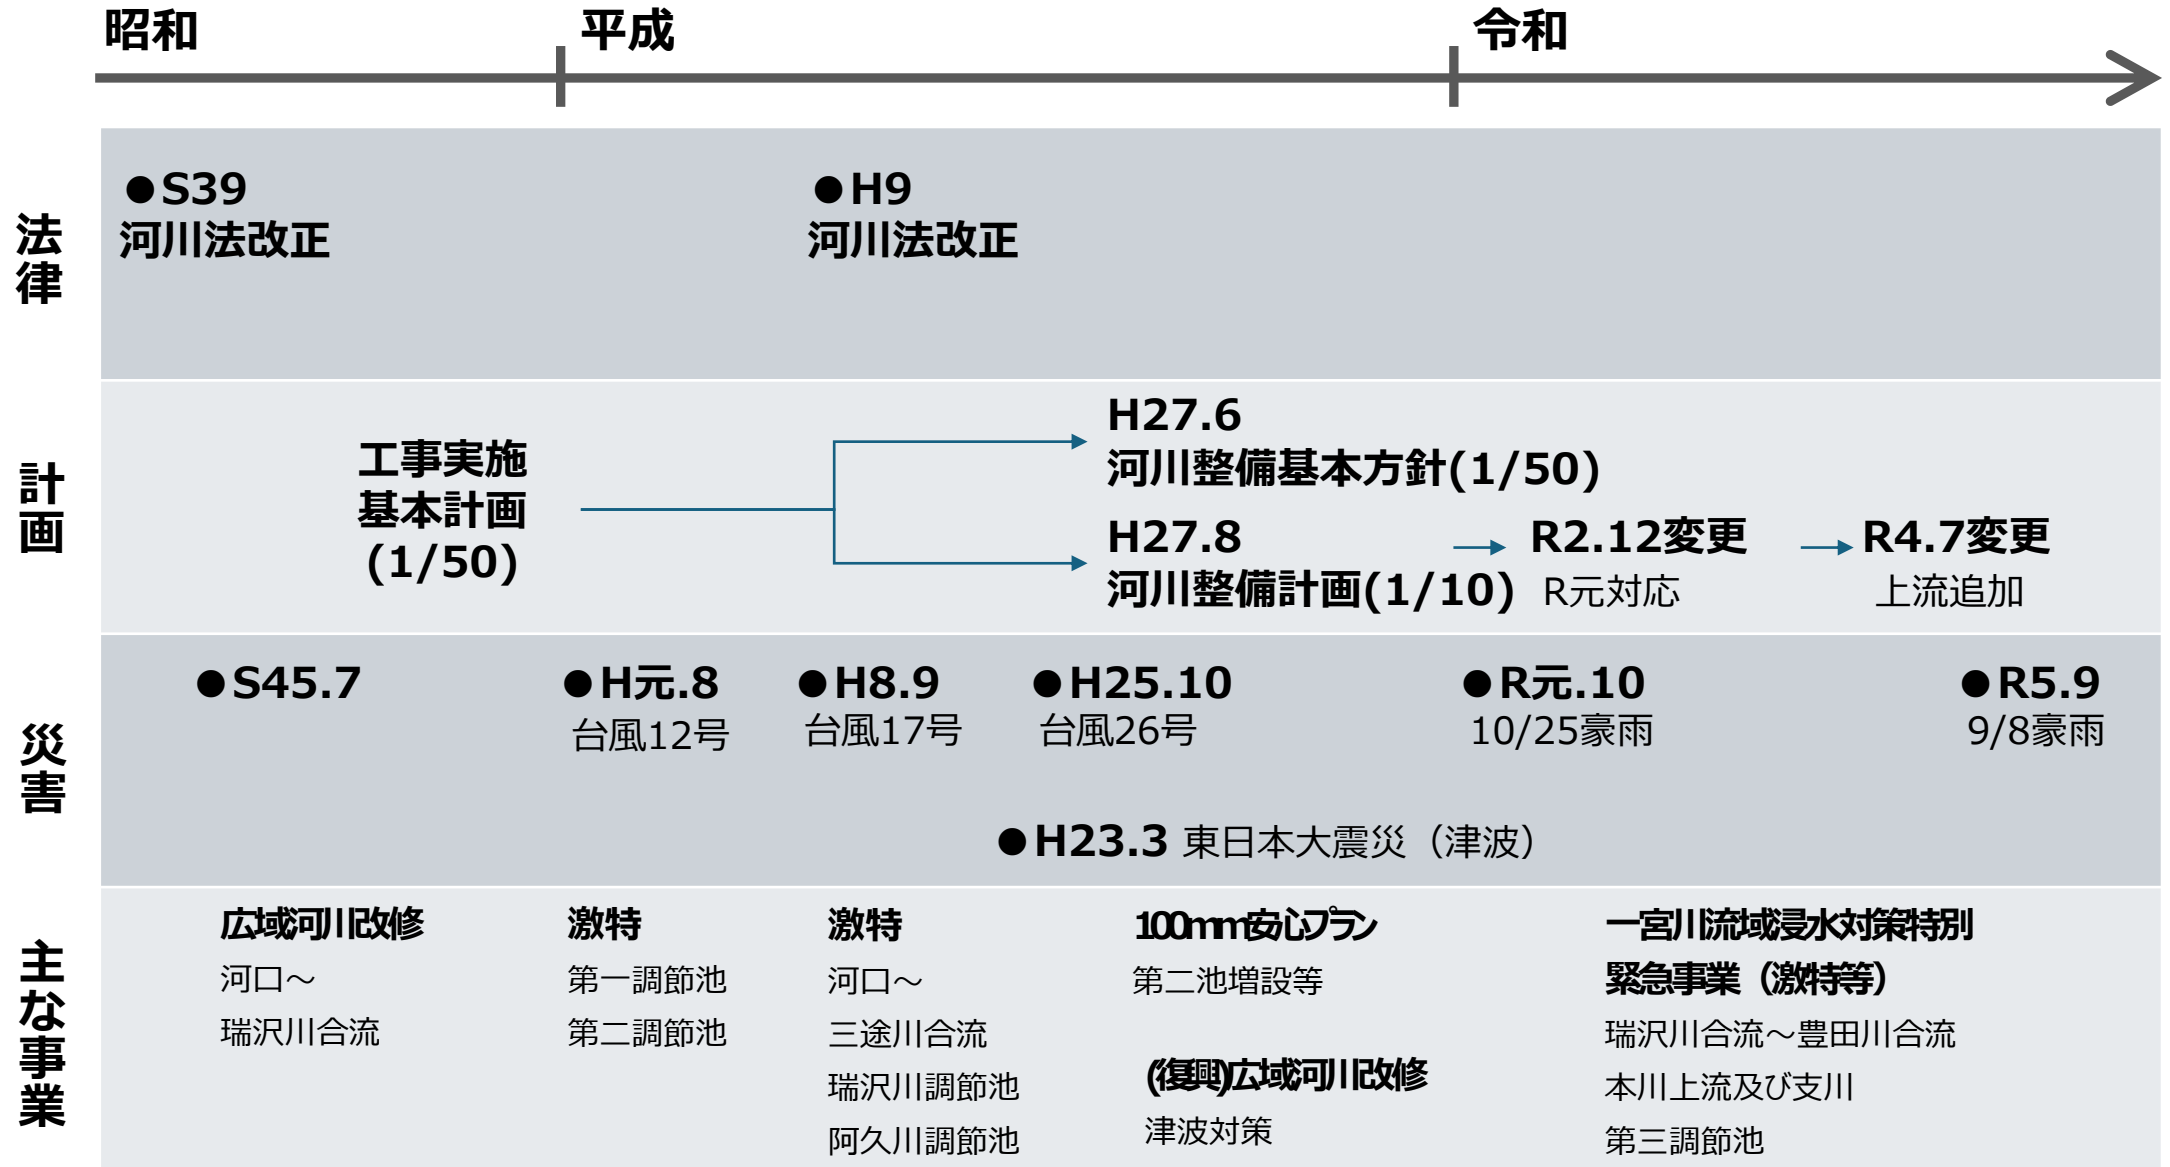 昭和
平成
令和
法律
●S39
河川法改正
●H9
河川法改正
計画
工事実施
基本計画
(1/50)
H27.6
河川整備基本方針(1/50)
H27.8
河川整備計画(1/10)
R2.12変更
R元対応
R4.7変更
上流追加
災害
●S45.7
●H元.8
台風12号
●H8.9
台風17号
●H25.10
台風26号
●R元.10
10/25豪雨
●R5.9
9/8豪雨
●H23.3 東日本大震災（津波）
主な事業
広域河川改修
河口～
瑞沢川合流
激特
第一調節池
第二調節池
激特
河口～
三途川合流
瑞沢川調節池
阿久川調節池
100mm安心プラン
第二池増設等
(復興)広域河川改修
津波対策
一宮川流域浸水対策特別
緊急事業（激特等）
瑞沢川合流～豊田川合流
本川上流及び支川
第三調節池